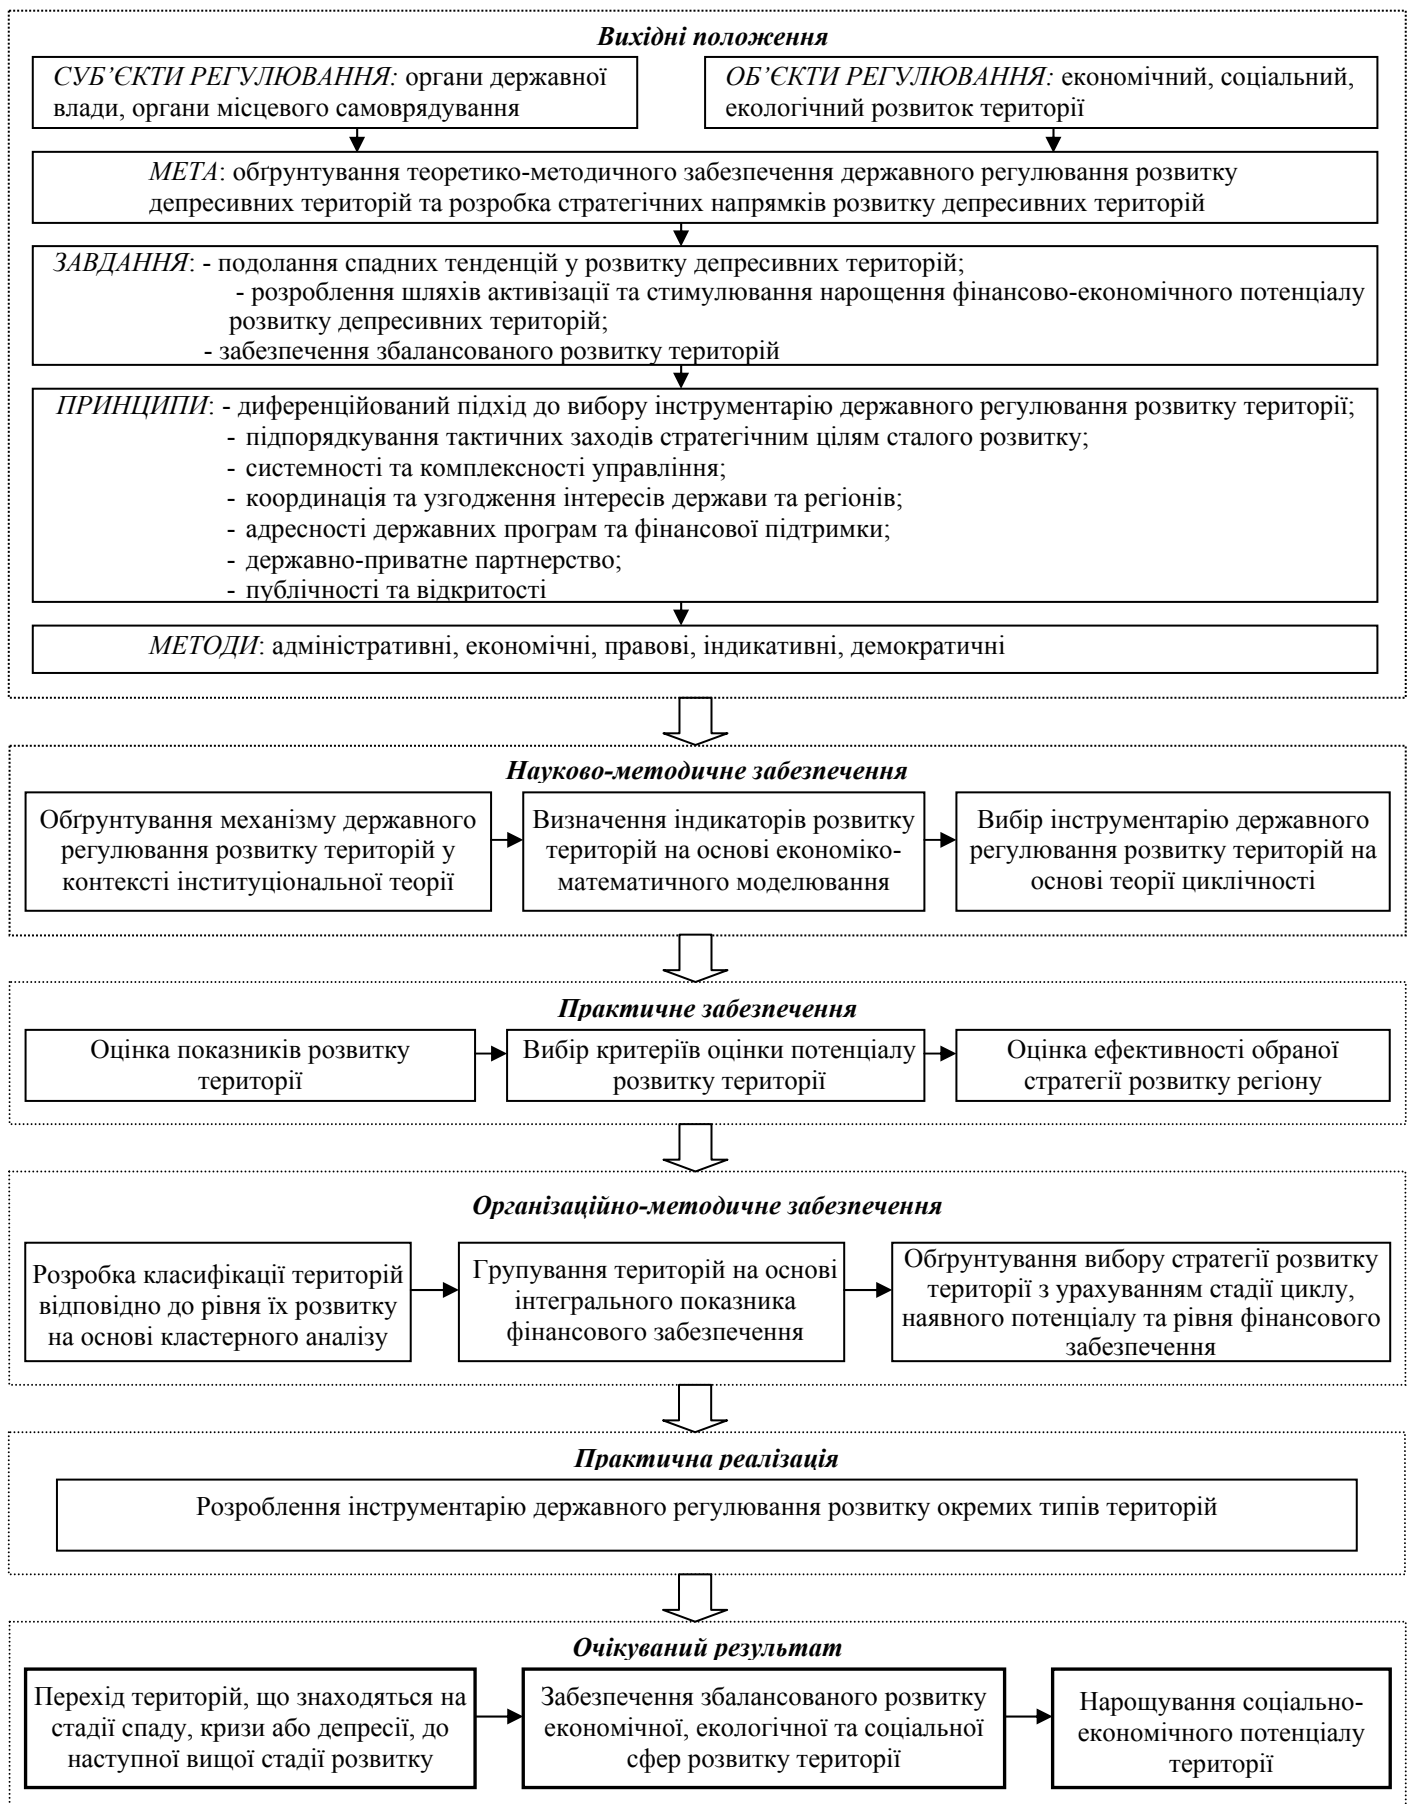 Вихідні положення
СУБ’ЄКТИ РЕГУЛЮВАННЯ: органи державної
влади, органи місцевого самоврядування
ОБ’ЄКТИ РЕГУЛЮВАННЯ: економічний, соціальний,
екологічний розвиток території
МЕТА: обґрунтування теоретико-методичного забезпечення державного регулювання розвитку
депресивних територій та розробка стратегічних напрямків розвитку депресивних територій
ЗАВДАННЯ: - подолання спадних тенденцій у розвитку депресивних територій;
- розроблення шляхів активізації та стимулювання нарощення фінансово-економічного потенціалу
розвитку депресивних територій;
- забезпечення збалансованого розвитку територій
ПРИНЦИПИ: - диференційований підхід до вибору інструментарію державного регулювання розвитку території;
- підпорядкування тактичних заходів стратегічним цілям сталого розвитку;
- системності та комплексності управління;
- координація та узгодження інтересів держави та регіонів;
- адресності державних програм та фінансової підтримки;
- державно-приватне партнерство;
- публічності та відкритості
МЕТОДИ: адміністративні, економічні, правові, індикативні, демократичні
Науково-методичне забезпечення
Обґрунтування механізму державного
регулювання розвитку територій у
контексті інституціональної теорії
Визначення індикаторів розвитку
територій на основі економіко-
математичного моделювання
Вибір інструментарію державного
регулювання розвитку територій на
основі теорії циклічності
Практичне забезпечення
Оцінка показників розвитку
території
Вибір критеріїв оцінки потенціалу
розвитку території
Оцінка ефективності обраної
стратегії розвитку регіону
Організаційно-методичне забезпечення
Розробка класифікації територій
відповідно до рівня їх розвитку
на основі кластерного аналізу
Групування територій на основі
інтегрального показника
фінансового забезпечення
Обґрунтування вибору стратегії розвитку
території з урахуванням стадії циклу,
наявного потенціалу та рівня фінансового
забезпечення
Практична реалізація
Розроблення інструментарію державного регулювання розвитку окремих типів територій
Очікуваний результат
Перехід територій, що знаходяться на
стадії спаду, кризи або депресії, до
наступної вищої стадії розвитку
Забезпечення збалансованого розвитку
економічної, екологічної та соціальної
сфер розвитку території
Нарощування соціально-
економічного потенціалу
території